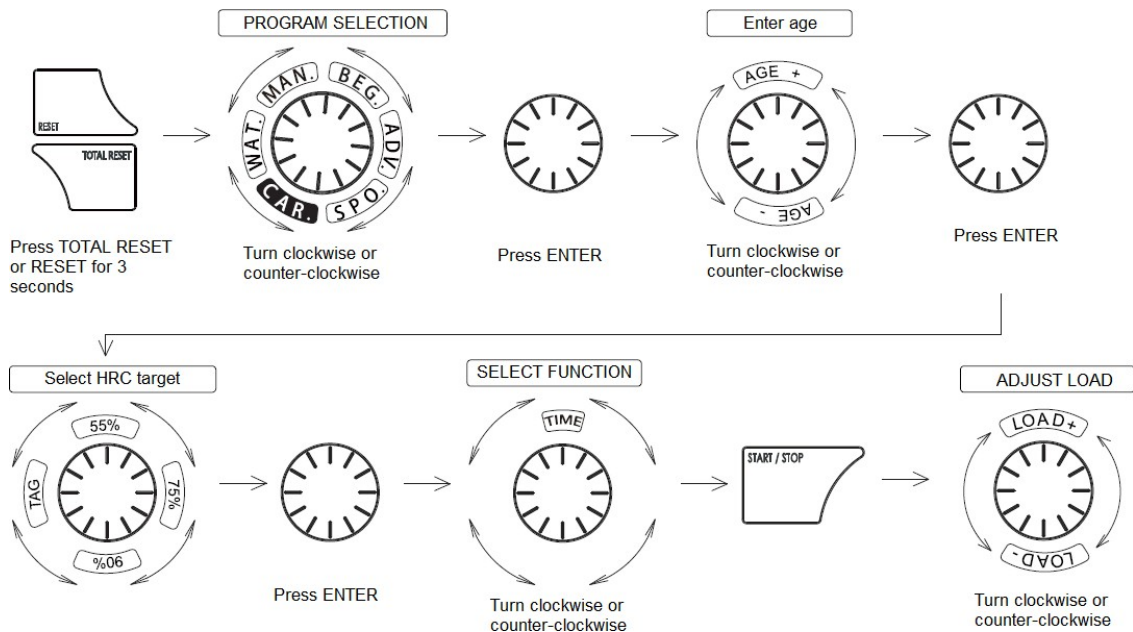 PROGRAM SELECTION
Enter age
RESET
TOTAL RESET
MAN.
BEG.
WAT.
ADV.
CAR.
SPO.
AGE +
AGE -
Press TOTAL RESET
or RESET for 3
seconds
Turn clockwise or
counter-clockwise
Press ENTER
Turn clockwise or
counter-clockwise
Press ENTER
Select HRC target
SELECT FUNCTION
ADJUST LOAD
55%
TAG
75%
90%
TIME
START / STOP
LOAD+
LOAD-
Press ENTER
Turn clockwise or
counter-clockwise
Turn clockwise or
counter-clockwise